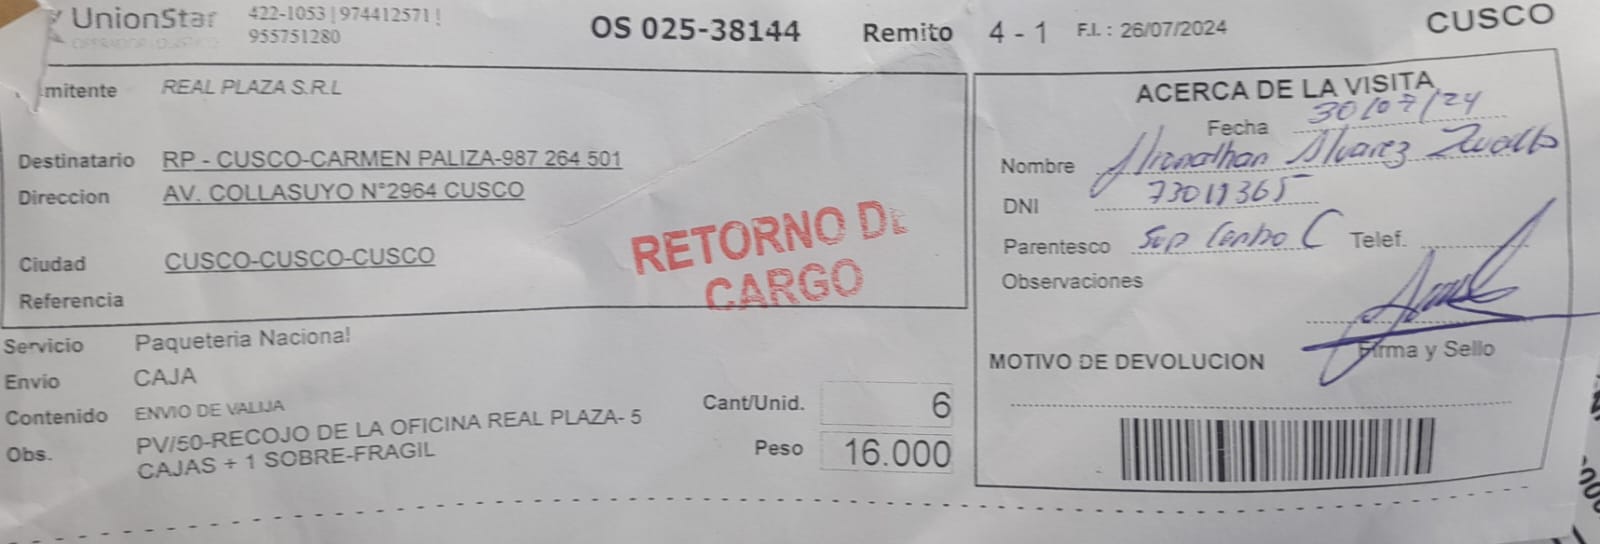 UnionStar 422-1053 | 974412571 |
OPERADOR LOGISTICO 955751280
OS 025-38144 Remito 4 - 1 F.I. : 26/07/2024 CUSCO
mitente REAL PLAZA S.R.L
Destinatario RP - CUSCO-CARMEN PALIZA-987 264 501
Direccion AV. COLLASUYO N°2964 CUSCO
Ciudad CUSCO-CUSCO-CUSCO
Referencia
RETORNO DE
CARGO
Servicio Paqueteria Nacional
Envio CAJA
Contenido ENVIO DE VALIJA
Obs. PV/50-RECOJO DE LA OFICINA REAL PLAZA- 5
CAJAS + 1 SOBRE-FRAGIL
Cant/Unid. 6
Peso 16.000
ACERCA DE LA VISITA
Fecha 30/07/24
Nombre Alvarez
DNI
Parentesco Sup C Telef.
Observaciones
Firma y Sello
MOTIVO DE DEVOLUCION